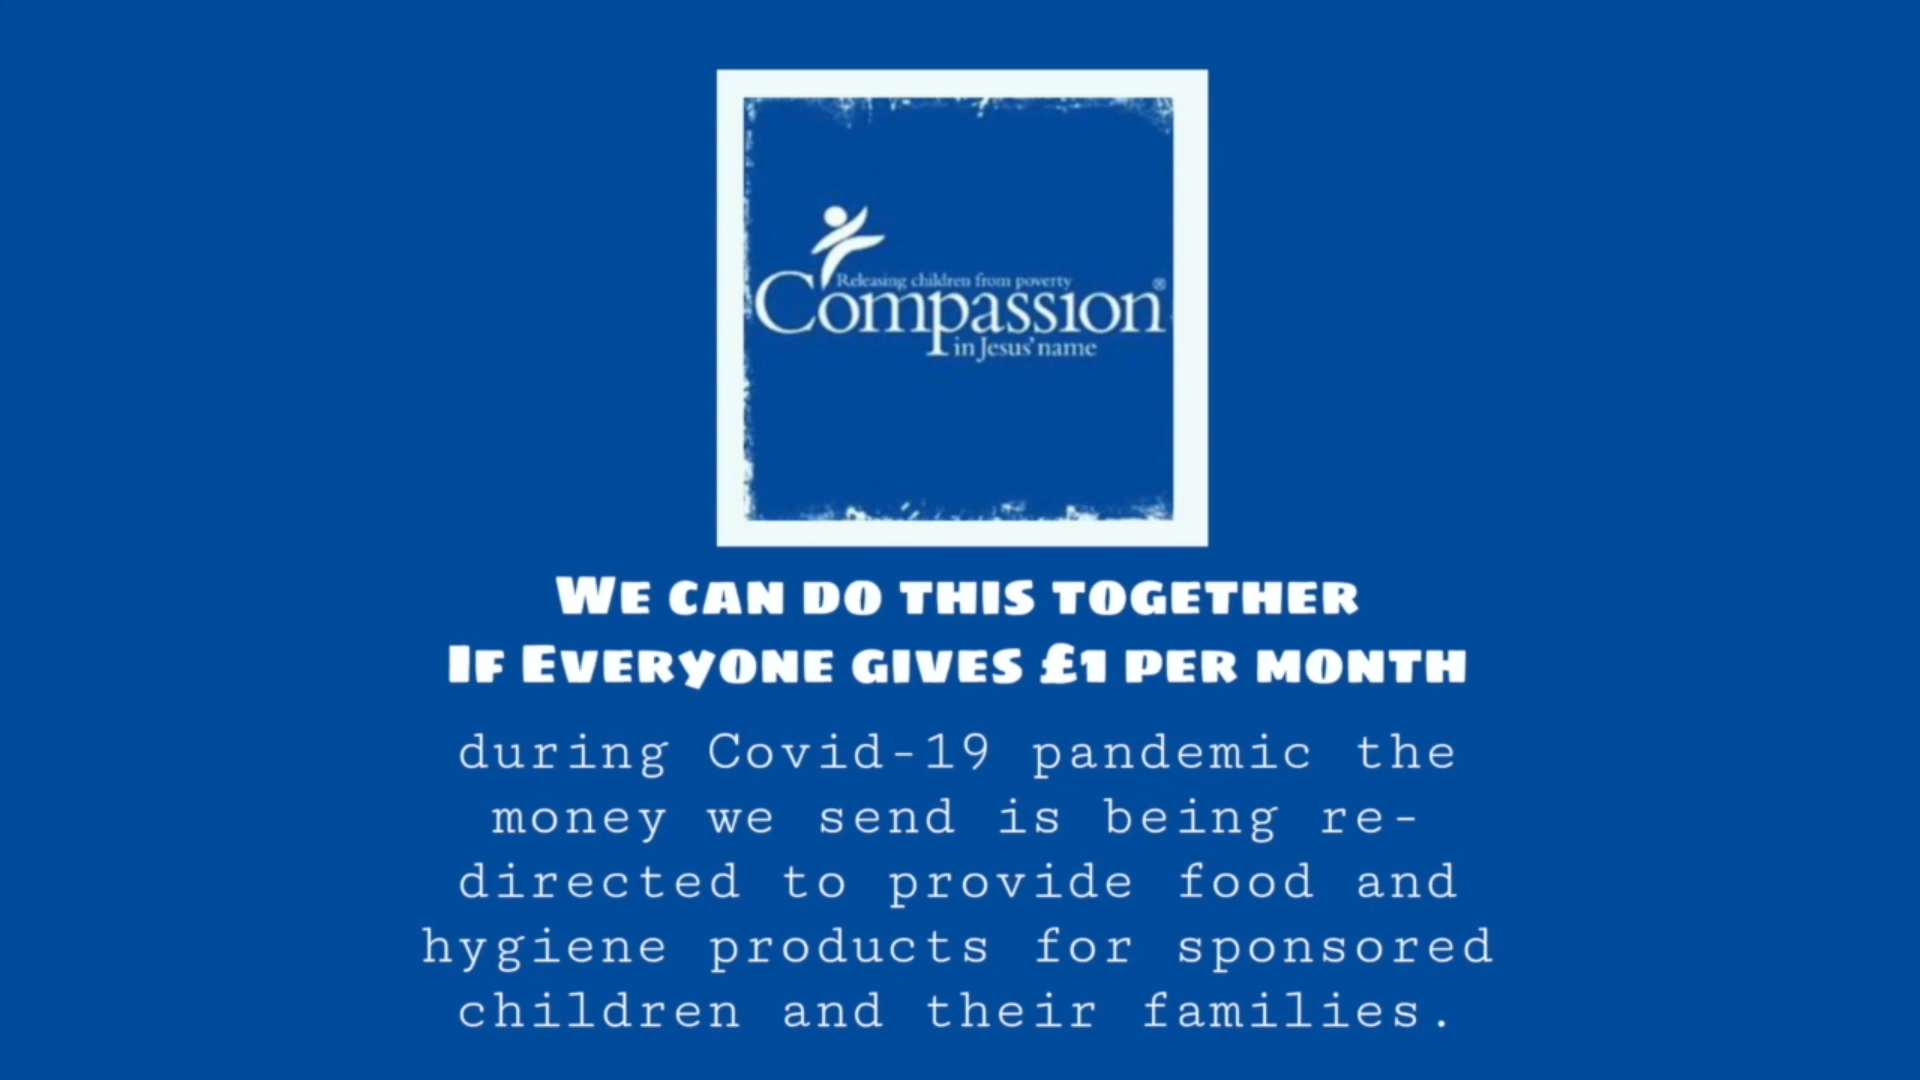 Releasing children from poverty
Compassion®
in Jesus' name
We can do this together
If Everyone gives £1 per month
during Covid-19 pandemic the
money we send is being re-
directed to provide food and
hygiene products for sponsored
children and their families.